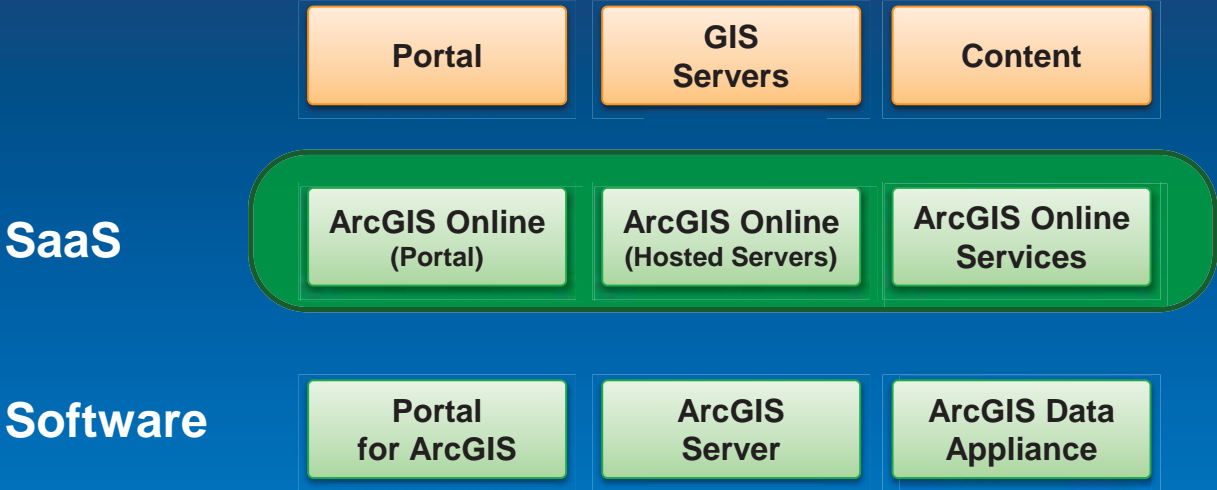 Portal
GIS
Servers
Content
SaaS
ArcGIS Online
(Portal)
ArcGIS Online
(Hosted Servers)
ArcGIS Online
Services
Software
Portal
for ArcGIS
ArcGIS
Server
ArcGIS Data
Appliance